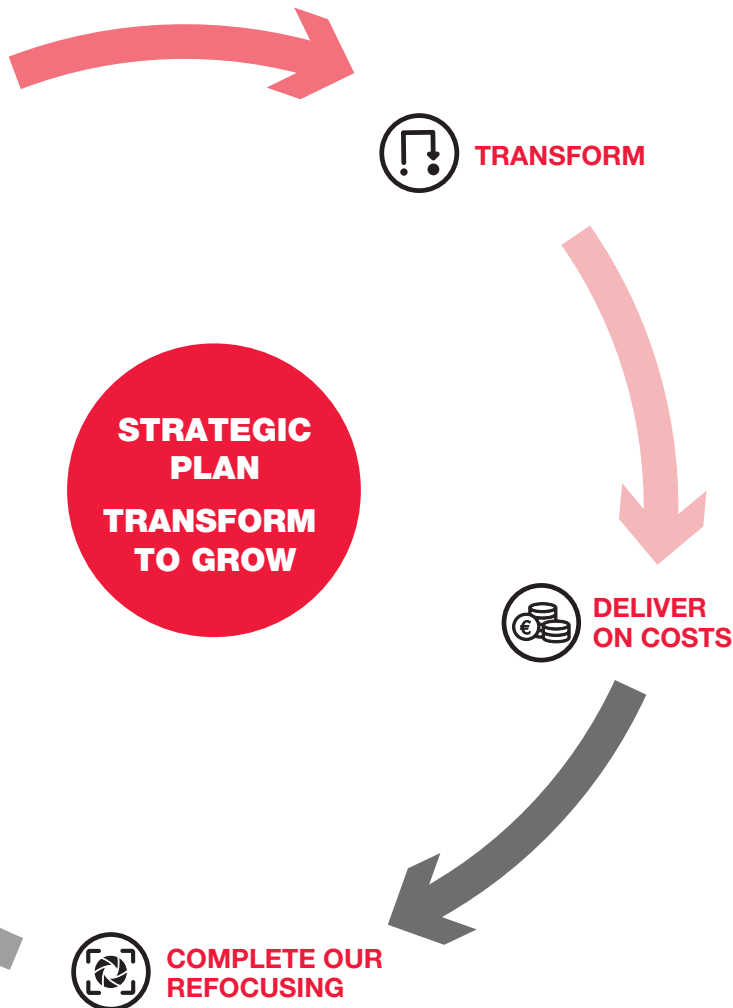 TRANSFORM
STRATEGIC
PLAN
TRANSFORM
TO GROW
€
DELIVER
ON COSTS
COMPLETE OUR
REFOCUSING